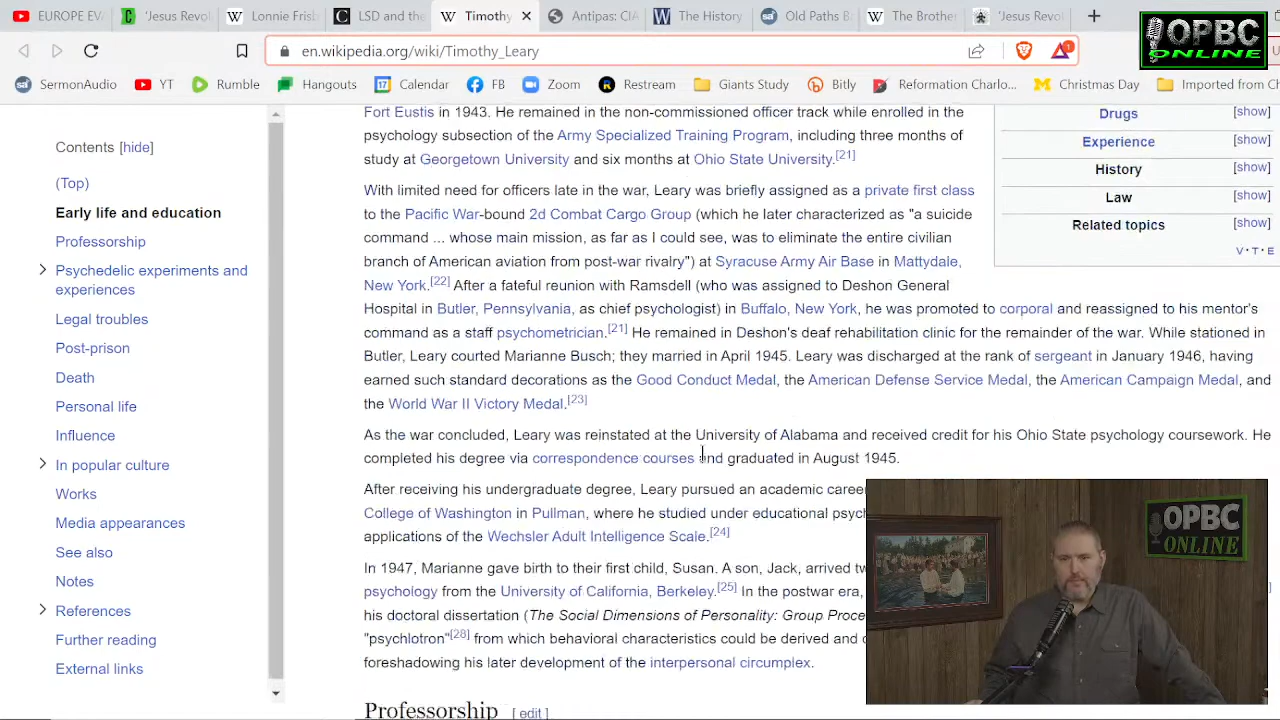 EUROPE EV
'Jesus Revol
Lonnie Frisb
LSD and the
Timothy
Antipas: CIA
The History
Old Paths B
The Brother
'Jesus Revol
OPBC
ONLINE
en.wikipedia.org/wiki/Timothy_Leary
1
SermonAudio
YT
Rumble
Hangouts
17 Calendar
FB
Zoom
Restream
Giants Study
Bitly
Reformation Charlo...
Christmas Day
Imported from C
Contents [hide]
(Top)
Early life and education
Professorship
Psychedelic experiments and
experiences
Legal troubles
Post-prison
Death
Personal life
Influence
In popular culture
Works
Media appearances
See also
Notes
References
Further reading
External links
Fort Eustis in 1943. He remained in the non-commissioned officer track while enrolled in the
psychology subsection of the Army Specialized Training Program, including three months of
study at Georgetown University and six months at Ohio State University.[21]
With limited need for officers late in the war, Leary was briefly assigned as a private first class
to the Pacific War-bound 2d Combat Cargo Group (which he later characterized as "a suicide
command ... whose main mission, as far as I could see, was to eliminate the entire civilian
branch of American aviation from post-war rivalry") at Syracuse Army Air Base in Mattydale,
New York.[22] After a fateful reunion with Ramsdell (who was assigned to Deshon General
Hospital in Butler, Pennsylvania, as chief psychologist) in Buffalo, New York, he was promoted to corporal and reassigned to his mentor's
command as a staff psychometrician.[21] He remained in Deshon's deaf rehabilitation clinic for the remainder of the war. While stationed in
Butler, Leary courted Marianne Busch; they married in April 1945. Leary was discharged at the rank of sergeant in January 1946, having
earned such standard decorations as the Good Conduct Medal, the American Defense Service Medal, the American Campaign Medal, and
the World War II Victory Medal.[23]
As the war concluded, Leary was reinstated at the University of Alabama and received credit for his Ohio State psychology coursework. He
completed his degree via correspondence courses and graduated in August 1945.
After receiving his undergraduate degree, Leary pursued an academic caree
College of Washington in Pullman, where he studied under educational psych
applications of the Wechsler Adult Intelligence Scale.[24]
In 1947, Marianne gave birth to their first child, Susan. A son, Jack, arrived tw
psychology from the University of California, Berkeley.[25] In the postwar era,
his doctoral dissertation (The Social Dimensions of Personality: Group Proce
"psychlotron"[28] from which behavioral characteristics could be derived and
foreshadowing his later development of the interpersonal circumplex.
Professorship [ edit ]
Drugs [show]
Experience [show]
History [show]
Law [show]
Related topics [show]
V·T·E
OPBC
ONLINE